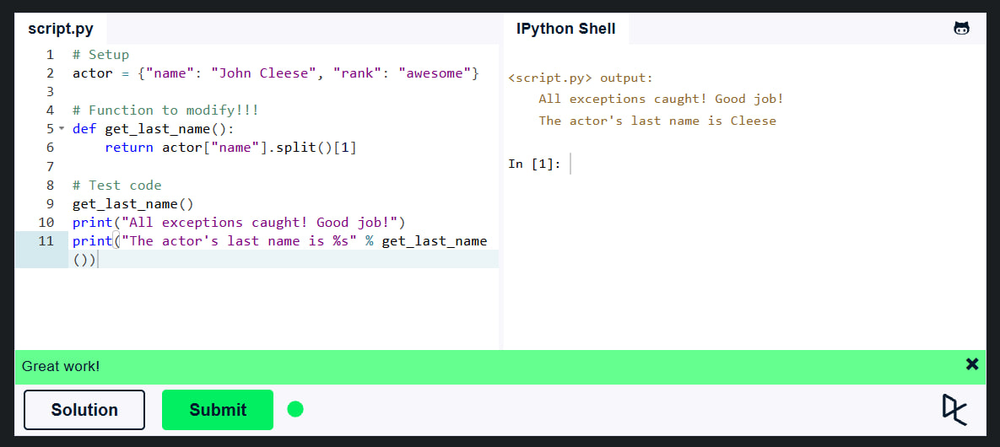 script.py
1 # Setup
2 actor = {"name": "John Cleese", "rank": "awesome"}
3
4 # Function to modify!!!
5 def get_last_name():
6     return actor["name"].split()[1]
7
8 # Test code
9 get_last_name()
10 print("All exceptions caught! Good job!")
11 print("The actor's last name is %s" % get_last_name
())
IPython Shell
<script.py> output:
    All exceptions caught! Good job!
    The actor's last name is Cleese
In [1]:
Great work!
Solution
Submit